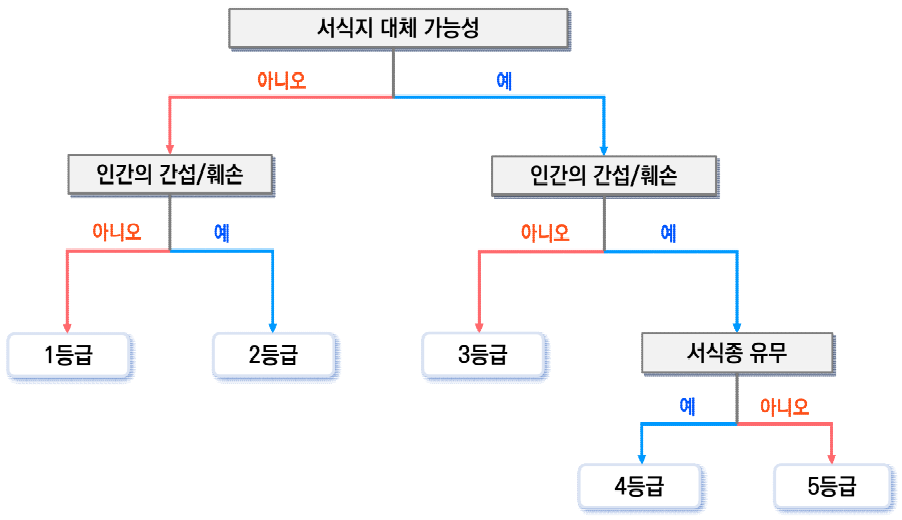 서식지 대체 가능성
아니오
예
인간의 간섭/훼손
인간의 간섭/훼손
아니오
예
아니오
예
1등급
2등급
3등급
서식종 유무
예
아니오
4등급
5등급